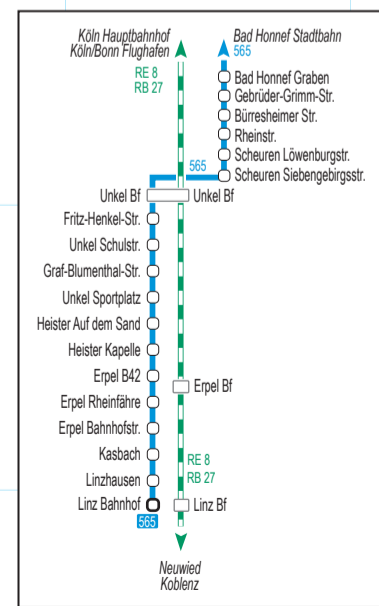 Köln Hauptbahnhof
Köln/Bonn Flughafen
Bad Honnef Stadtbahn
565
RE 8
RB 27
Bad Honnef Graben
Gebrüder-Grimm-Str.
Bürresheimer Str.
Rheinstr.
Scheuren Löwenburgstr.
Scheuren Siebengebirgsstr.
565
Unkel Bf
Unkel Bf
Fritz-Henkel-Str.
Unkel Schulstr.
Graf-Blumenthal-Str.
Unkel Sportplatz
Heister Auf dem Sand
Heister Kapelle
Erpel B42
Erpel Bf
Erpel Rheinfähre
Erpel Bahnhofstr.
Kasbach
RE 8
RB 27
Linzhausen
Linz Bahnhof
Linz Bf
565
Neuwied
Koblenz